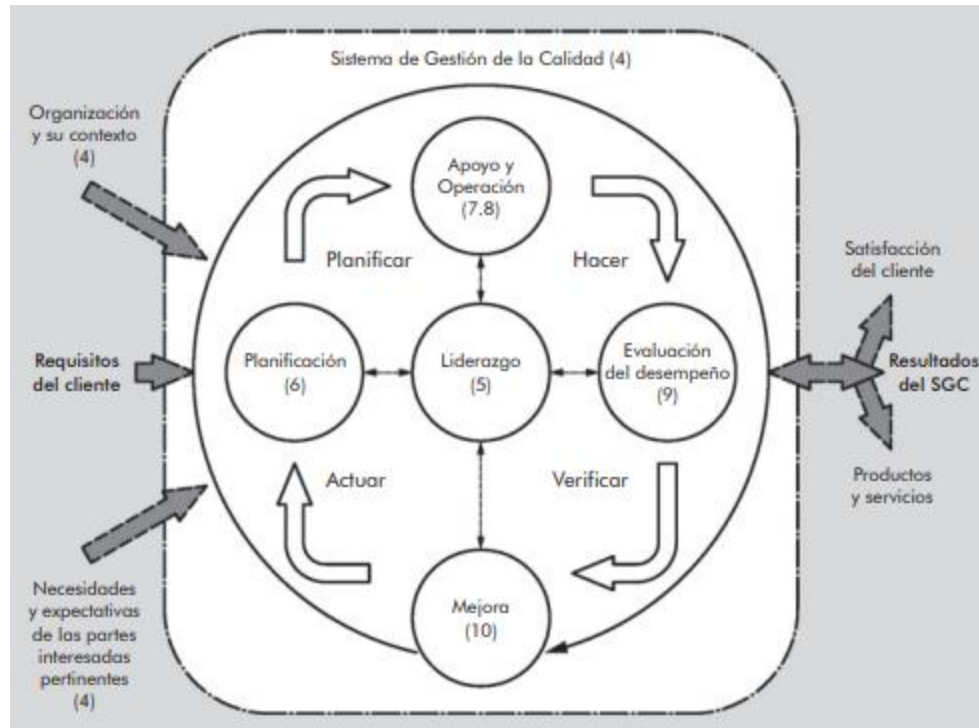 Sistema de Gestión de la Calidad (4)
Organización
y su contexto
(4)
Apoyo y
Operación
(7.8)
Planificar
Hacer
Satisfacción
del cliente
Requisitos
del cliente
Planificación
(6)
Liderazgo
(5)
Evaluación
del desempeño
(9)
Resultados
del SGC
Actuar
Verificar
Productos
y servicios
Necesidades
y expectativas
de las partes
interesadas
pertinentes
(4)
Mejora
(10)